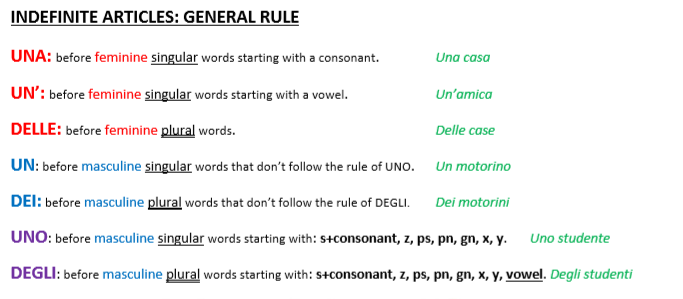 INDEFINITE ARTICLES: GENERAL RULE
UNA: before feminine singular words starting with a consonant. Una casa
UN’: before feminine singular words starting with a vowel. Un’amica
DELLE: before feminine plural words. Delle case
UN: before masculine singular words that don’t follow the rule of UNO. Un motorino
DEI: before masculine plural words that don’t follow the rule of DEGLI. Dei motorini
UNO: before masculine singular words starting with: s+consonant, z, ps, pn, gn, x, y. Uno studente
DEGLI: before masculine plural words starting with: s+consonant, z, ps, pn, gn, x, y, vowel. Degli studenti